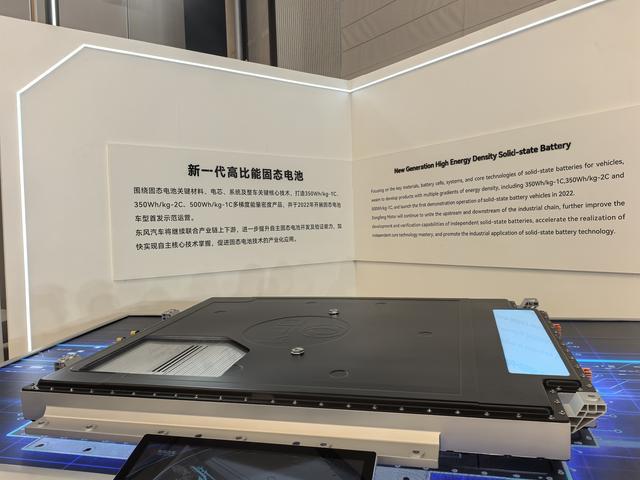 新一代高比能固态电池
围绕固态电池关键材料、电芯、系统及整车关键核心技术，打造350Wh/kg-1C、
350Wh/kg-2C、500Wh/kg-1C多梯度能量密度产品，并于2022年开展固态电池
车型首发示范运营。
东风汽车将继续联合产业链上下游，进一步提升自主固态电池开发及验证能力，加
快实现自主核心技术掌握，促进固态电池技术的产业化应用。
New Generation High Energy Density Solid-state Battery
Focusing on the key materials, battery cells, systems, and core technologies of solid-state batteries for vehicles,
weam to develop products with multiple gradients of energy density, including 350Wh/kg-1C,350Wh/kg-2C and
500Wh/kg-1C, and launch the first demonstration operation of solid-state battery vehicles in 2022.
Dongfeng Motor will continue to unite the upstream and downstream of the industrial chain, further improve the
development and verification capabilities of independent solid-state batteries, accelerate the realization of
independent core technology mastery, and promote the industrial application of solid-state battery technology.